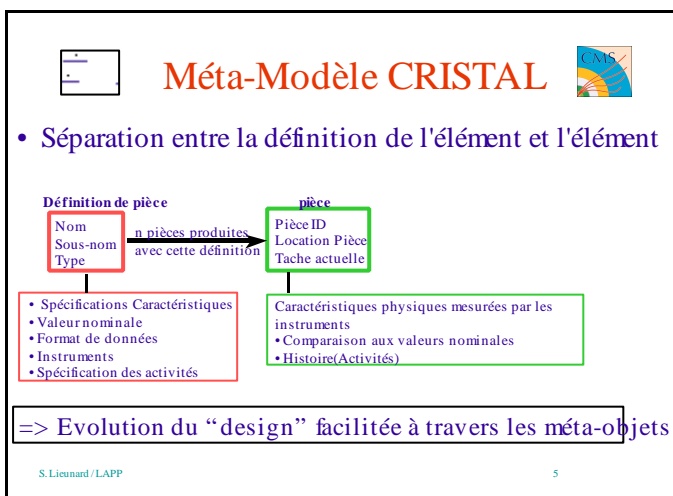 Méta-Modèle CRISTAL
CMS
• Séparation entre la définition de l'élément et l'élément
Définition de pièce
pièce
Nom
Sous-nom
Type
n pièces produites
avec cette définition
Pièce ID
Location Pièce
Tache actuelle
• Spécifications Caractéristiques
• Valeur nominale
• Format de données
• Instruments
• Spécification des activités
Caractéristiques physiques mesurées par les
instruments
• Comparaison aux valeurs nominales
• Histoire(Activités)
=> Evolution du “design” facilitée à travers les méta-objets
S. Lieunard / LAPP
5